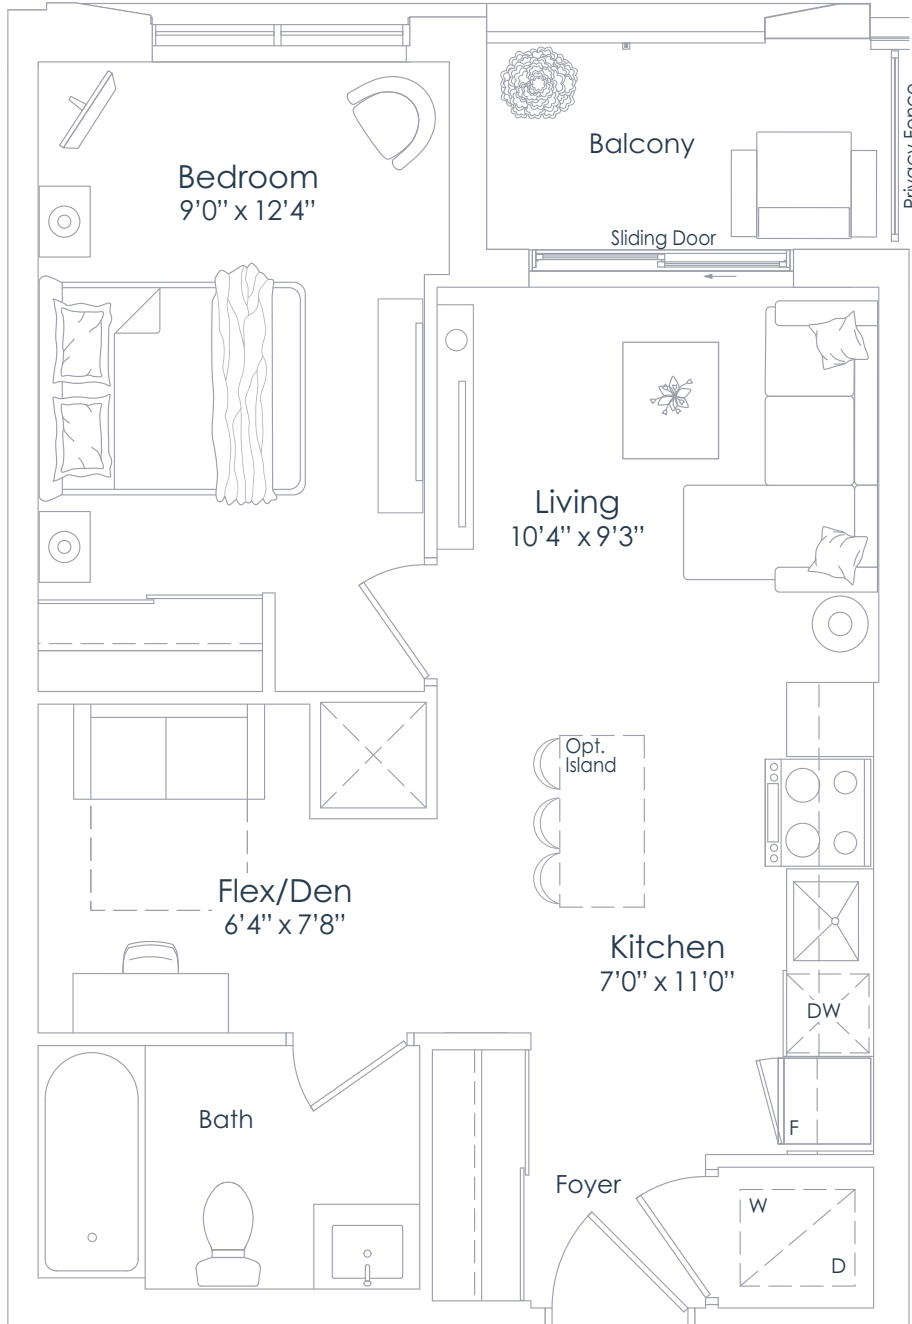 Balcony
Privacy Fence
Bedroom
9’0” x 12’4”
Sliding Door
Living
10’4” x 9’3”
Opt.
Island
Flex/Den
6’4” x 7’8”
Kitchen
7’0” x 11’0”
DW
Bath
F
Foyer
W
D